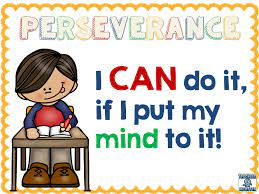 PERSEVERANCE
I CAN do it,
if I put my
mind to it!